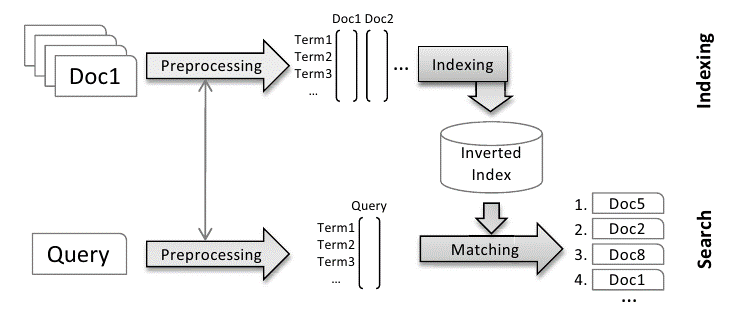 Doc1 Doc2
Doc1
Preprocessing
Term1
Term2
Term3
...
...
Indexing
Indexing
Inverted
Index
Query
Query
Preprocessing
Term1
Term2
Term3
...
Matching
1. Doc5
2. Doc2
3. Doc8
4. Doc1
...
Search